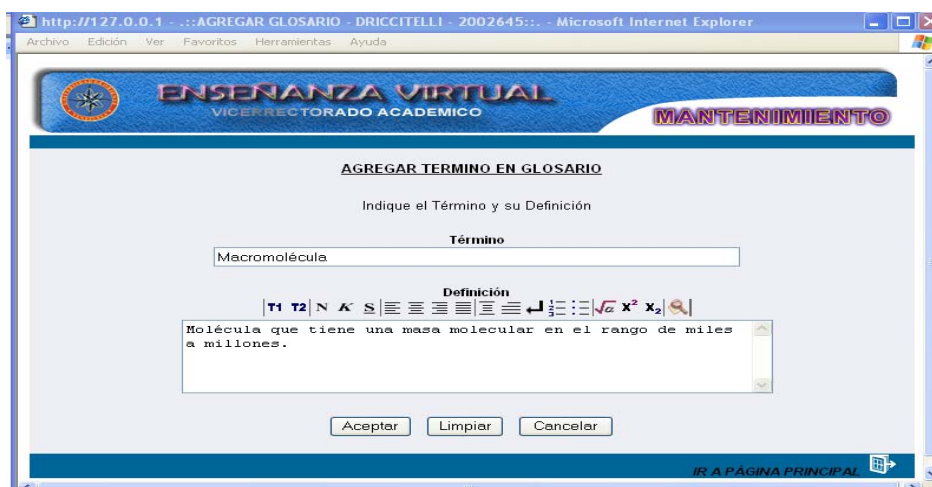 http://127.0.0.1 - .::AGREGAR GLOSARIO - DRICCITELLI - 2002645::. - Microsoft Internet Explorer
Archivo Edición Ver Favoritos Herramientas Ayuda
ENSEÑANZA VIRTUAL
VICERRECTORADO ACADEMICO
MANTENIMIENTO
AGREGAR TERMINO EN GLOSARIO
Indique el Término y su Definición
Término
Macromolécula
Definición
T1 T2 N K S √α X² X₂
Molécula que tiene una masa molecular en el rango de miles
a millones.
Aceptar Limpiar Cancelar
IR A PÁGINA PRINCIPAL